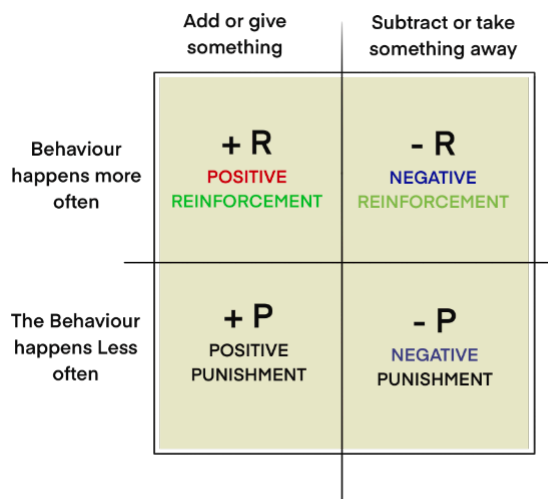 Add or give
something
Subtract or take
something away
Behaviour
happens more
often
+ R
POSITIVE
REINFORCEMENT
- R
NEGATIVE
REINFORCEMENT
The Behaviour
happens Less
often
+ P
POSITIVE
PUNISHMENT
- P
NEGATIVE
PUNISHMENT